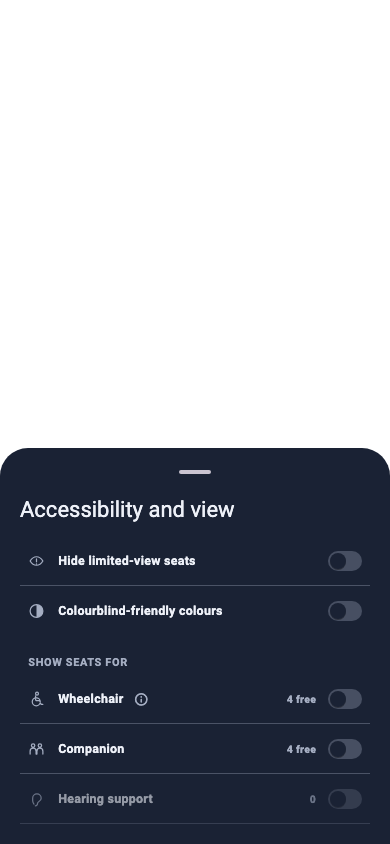 Accessibility and view
Hide limited-view seats
Colourblind-friendly colours
SHOW SEATS FOR
Wheelchair 4 free
Companion 4 free
Hearing support 0